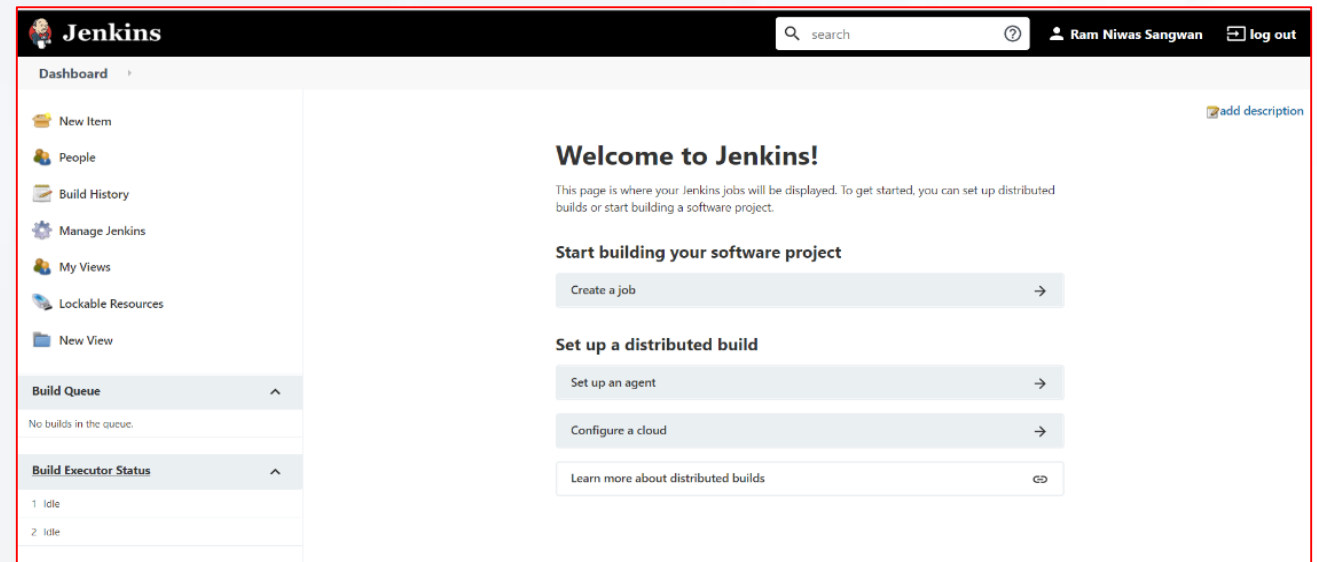 Jenkins
search
Ram Niwas Sangwan
log out
Dashboard
add description
New Item
People
Build History
Manage Jenkins
My Views
Lockable Resources
New View
Build Queue
No builds in the queue.
Build Executor Status
1 Idle
2 Idle
Welcome to Jenkins!
This page is where your Jenkins jobs will be displayed. To get started, you can set up distributed
builds or start building a software project.
Start building your software project
Create a job
Set up a distributed build
Set up an agent
Configure a cloud
Learn more about distributed builds